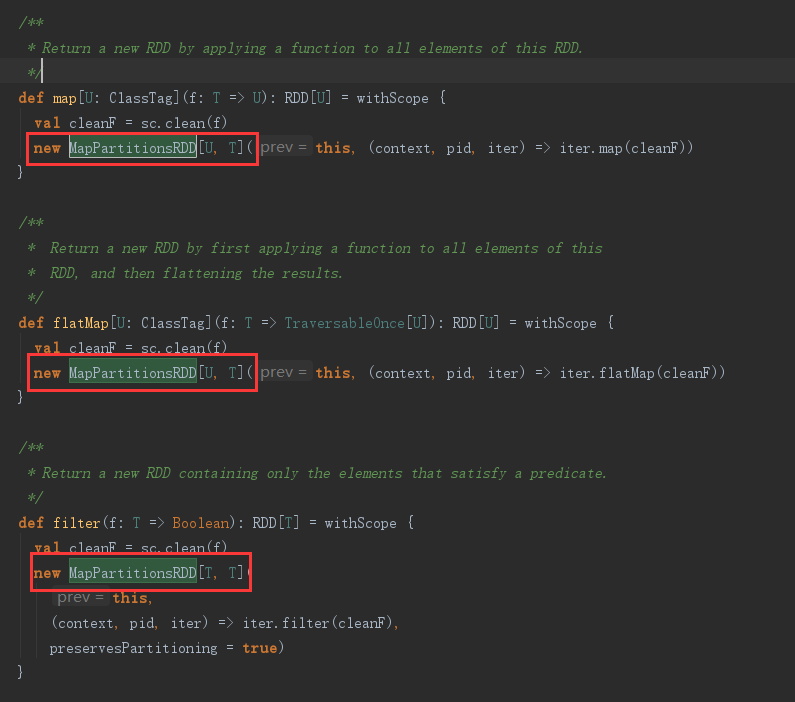 /**
* Return a new RDD by applying a function to all elements of this RDD.
*/
def map[U: ClassTag](f: T => U): RDD[U] = withScope {
val cleanF = sc.clean(f)
new MapPartitionsRDD[U, T]( prev = this, (context, pid, iter) => iter.map(cleanF))
}
/**
* Return a new RDD by first applying a function to all elements of this
* RDD, and then flattening the results.
*/
def flatMap[U: ClassTag](f: T => TraversableOnce[U]): RDD[U] = withScope {
val cleanF = sc.clean(f)
new MapPartitionsRDD[U, T]( prev = this, (context, pid, iter) => iter.flatMap(cleanF))
}
/**
* Return a new RDD containing only the elements that satisfy a predicate.
*/
def filter(f: T => Boolean): RDD[T] = withScope {
val cleanF = sc.clean(f)
new MapPartitionsRDD[T, T](
prev = this,
(context, pid, iter) => iter.filter(cleanF),
preservesPartitioning = true)
}